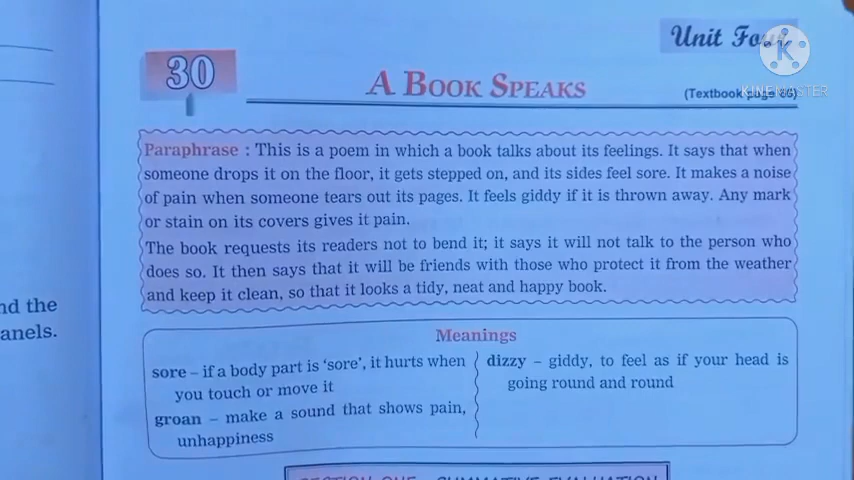 Unit Four
KINEMASTER
30
A BOOK SPEAKS
(Textbook page 86)
Paraphrase : This is a poem in which a book talks about its feelings. It says that when
someone drops it on the floor, it gets stepped on, and its sides feel sore. It makes a noise
of pain when someone tears out its pages. It feels giddy if it is thrown away. Any mark
or stain on its covers gives it pain.
The book requests its readers not to bend it; it says it will not talk to the person who
does so. It then says that it will be friends with those who protect it from the weather
and keep it clean, so that it looks a tidy, neat and happy book.
nd the
anels.
Meanings
sore – if a body part is 'sore', it hurts when
you touch or move it
groan – make a sound that shows pain,
unhappiness
dizzy – giddy, to feel as if your head is
going round and round
SECTION ONE : SUMMATIVE EVALUATION